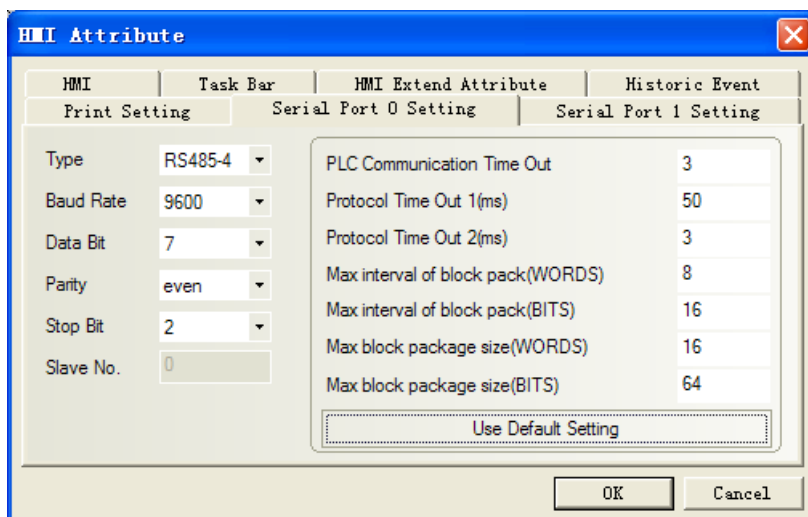 HMI Attribute
HMI Task Bar HMI Extend Attribute Historic Event
Print Setting Serial Port 0 Setting Serial Port 1 Setting
Type RS485-4
Baud Rate 9600
Data Bit 7
Parity even
Stop Bit 2
Slave No. 0
PLC Communication Time Out 3
Protocol Time Out 1(ms) 50
Protocol Time Out 2(ms) 3
Max interval of block pack(WORDS) 8
Max interval of block pack(BITS) 16
Max block package size(WORDS) 16
Max block package size(BITS) 64
Use Default Setting
OK Cancel